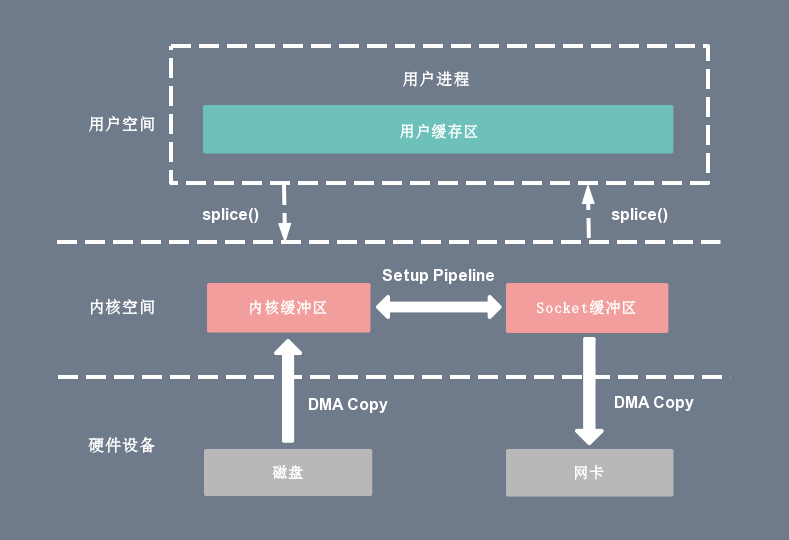 用户进程
用户空间
用户缓存区
splice()
splice()
Setup Pipeline
内核空间
内核缓冲区
Socket缓冲区
DMA Copy
DMA Copy
硬件设备
磁盘
网卡